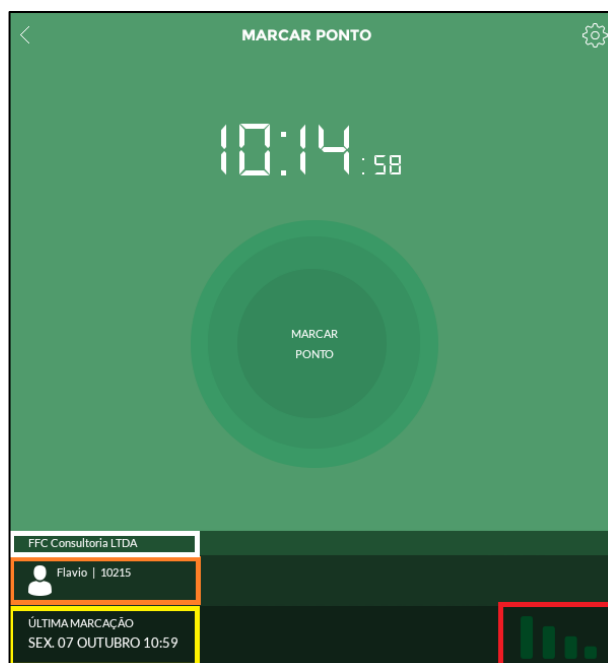 MARCAR PONTO
10:14:58
MARCAR
PONTO
FFC Consultoria LTDA
Flavio | 10215
ÚLTIMA MARCAÇÃO
SEX. 07 OUTUBRO 10:59